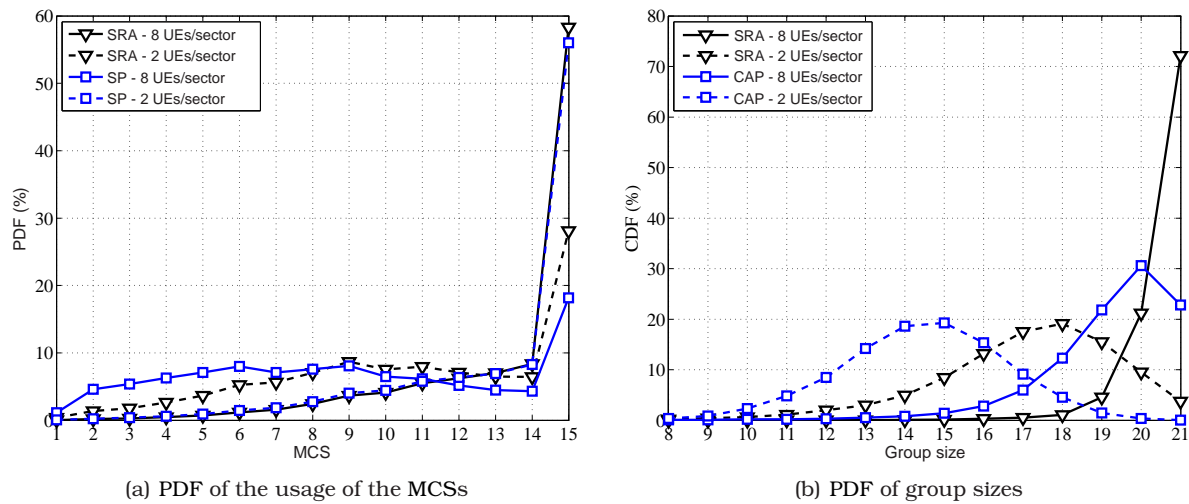 SRA - 8 UEs/sector
SRA - 2 UEs/sector
SP - 8 UEs/sector
SP - 2 UEs/sector
PDF (%)
60
50
40
30
20
10
0
1 2 3 4 5 6 7 8 9 10 11 12 13 14 15
MCS
(a) PDF of the usage of the MCSs
SRA - 8 UEs/sector
SRA - 2 UEs/sector
CAP - 8 UEs/sector
CAP - 2 UEs/sector
CDF (%)
80
70
60
50
40
30
20
10
0
8 9 10 11 12 13 14 15 16 17 18 19 20 21
Group size
(b) PDF of group sizes